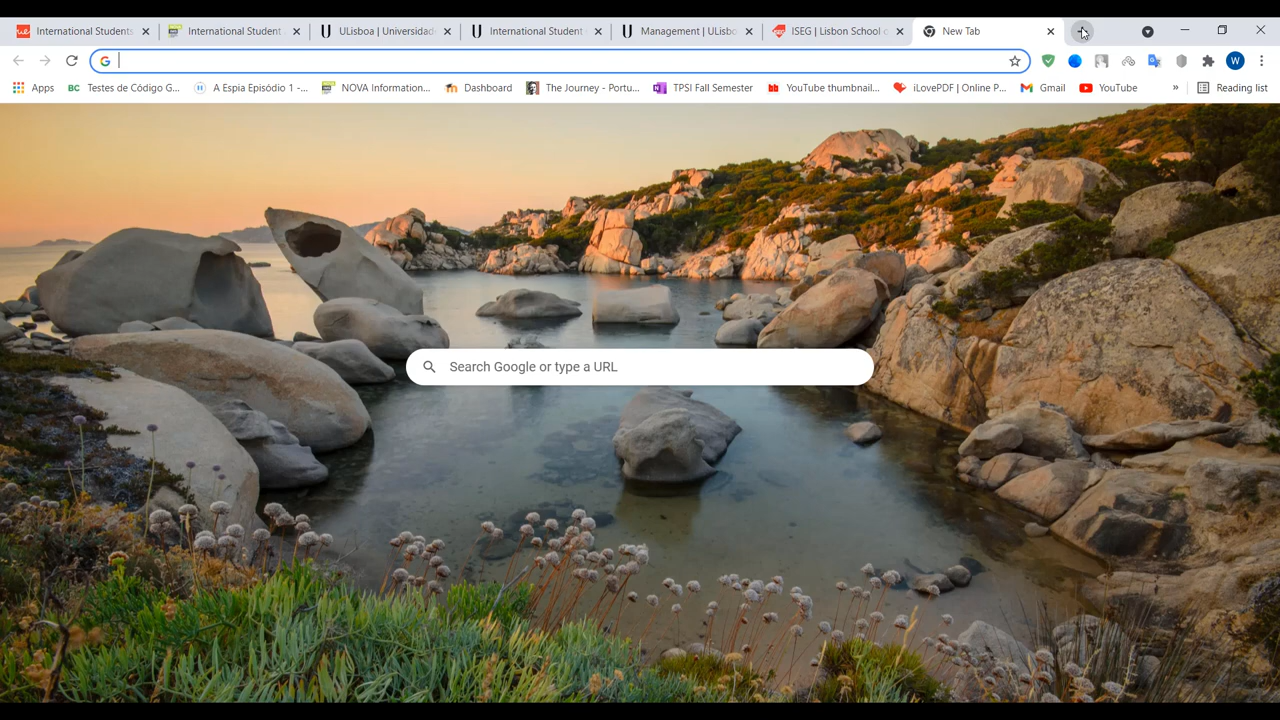 International Students
International Student
ULisboa | Universidad
International Student
Management | ULisbo
ISEG | Lisbon School o
New Tab
W
Apps
Testes de Código G...
A Espia Episódio 1 -...
NOVA Information...
Dashboard
The Journey - Portu...
TPSI Fall Semester
YouTube thumbnail...
iLovePDF | Online P...
Gmail
YouTube
»
Reading list
Search Google or type a URL